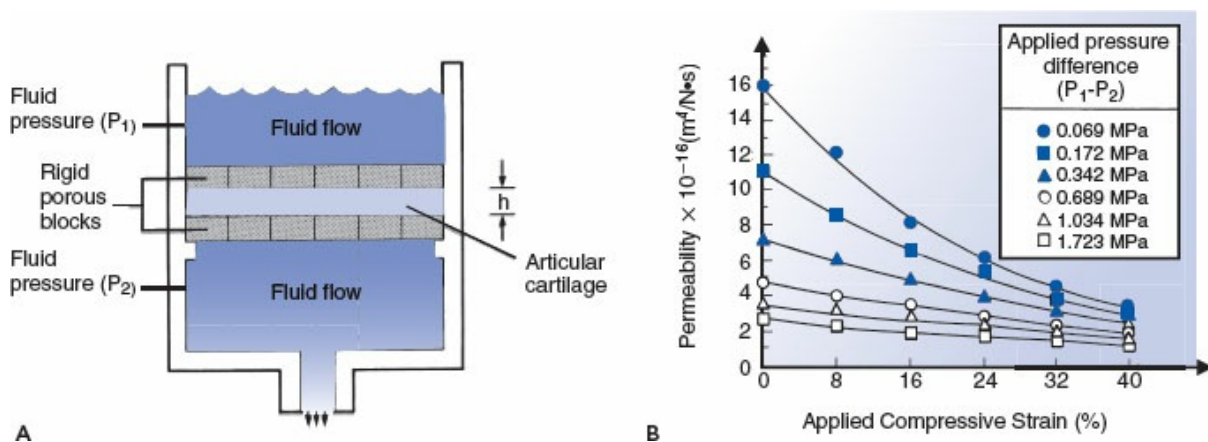 Fluid
pressure (P₁)
Fluid flow
Rigid
porous
blocks
h
Fluid
pressure (P₂)
Fluid flow
Articular
cartilage
A
Permeability × 10⁻¹⁶(m⁴/N•s)
16
14
12
10
8
6
4
2
0
0 8 16 24 32 40
Applied Compressive Strain (%)
Applied pressure
difference
(P₁-P₂)
0.069 MPa
0.172 MPa
0.342 MPa
0.689 MPa
1.034 MPa
1.723 MPa
B